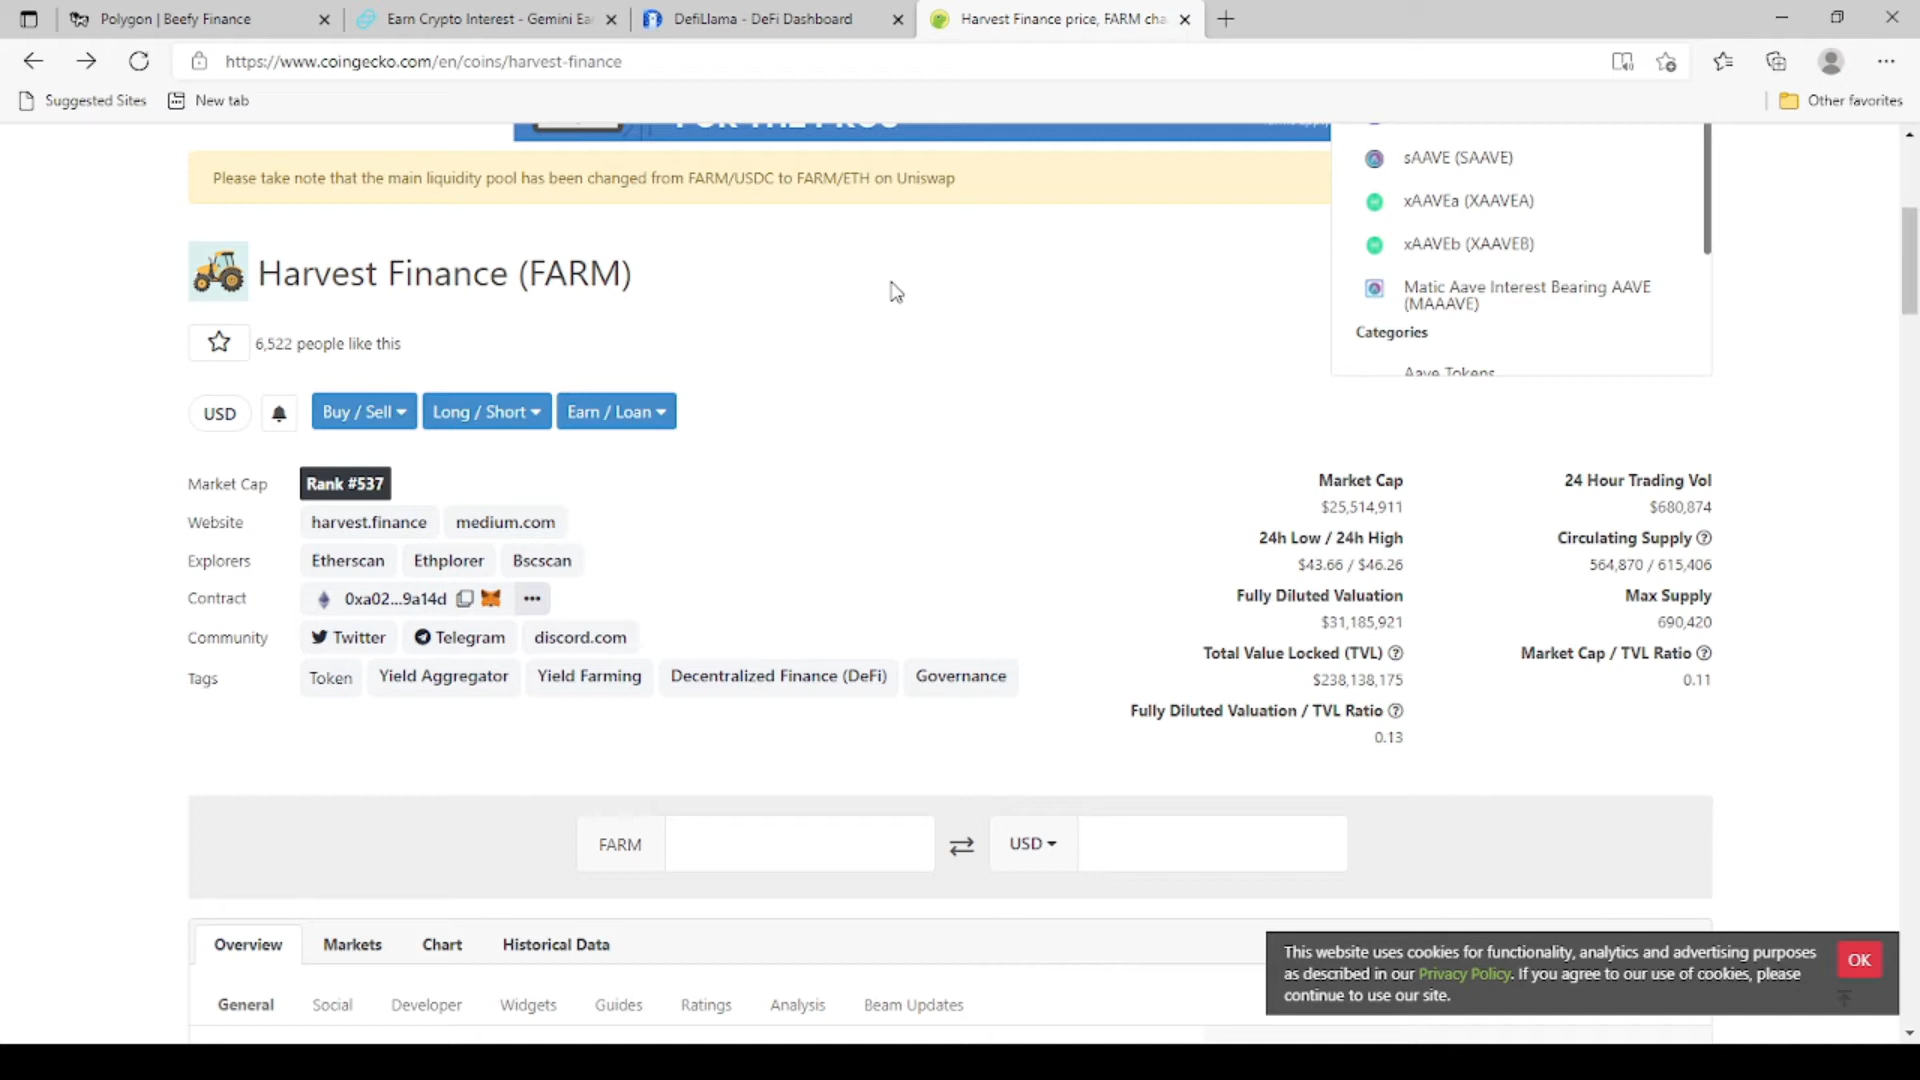 Polygon | Beefy Finance
Earn Crypto Interest - Gemini Ea
DefiLlama - DeFi Dashboard
Harvest Finance price, FARM cha
https://www.coingecko.com/en/coins/harvest-finance
Suggested Sites
New tab
Other favorites
FOR THE PROS
Please take note that the main liquidity pool has been changed from FARM/USDC to FARM/ETH on Uniswap
sAAVE (SAAVE)
xAAVEa (XAAVEA)
xAAVEb (XAAVEB)
Matic Aave Interest Bearing AAVE
(MAAAVE)
Categories
Aave Tokens
Harvest Finance (FARM)
6,522 people like this
USD
Buy / Sell
Long / Short
Earn / Loan
Market Cap Rank #537
Website harvest.finance medium.com
Explorers Etherscan Ethplorer Bscscan
Contract 0xa02...9a14d •••
Community Twitter Telegram discord.com
Tags Token Yield Aggregator Yield Farming Decentralized Finance (DeFi) Governance
Market Cap
$25,514,911
24h Low / 24h High
$43.66 / $46.26
Fully Diluted Valuation
$31,185,921
Total Value Locked (TVL)
$238,138,175
Fully Diluted Valuation / TVL Ratio
0.13
24 Hour Trading Vol
$680,874
Circulating Supply
564,870 / 615,406
Max Supply
690,420
Market Cap / TVL Ratio
0.11
FARM
USD
Overview Markets Chart Historical Data
General Social Developer Widgets Guides Ratings Analysis Beam Updates
This website uses cookies for functionality, analytics and advertising purposes
as described in our Privacy Policy. If you agree to our use of cookies, please
continue to use our site.
OK